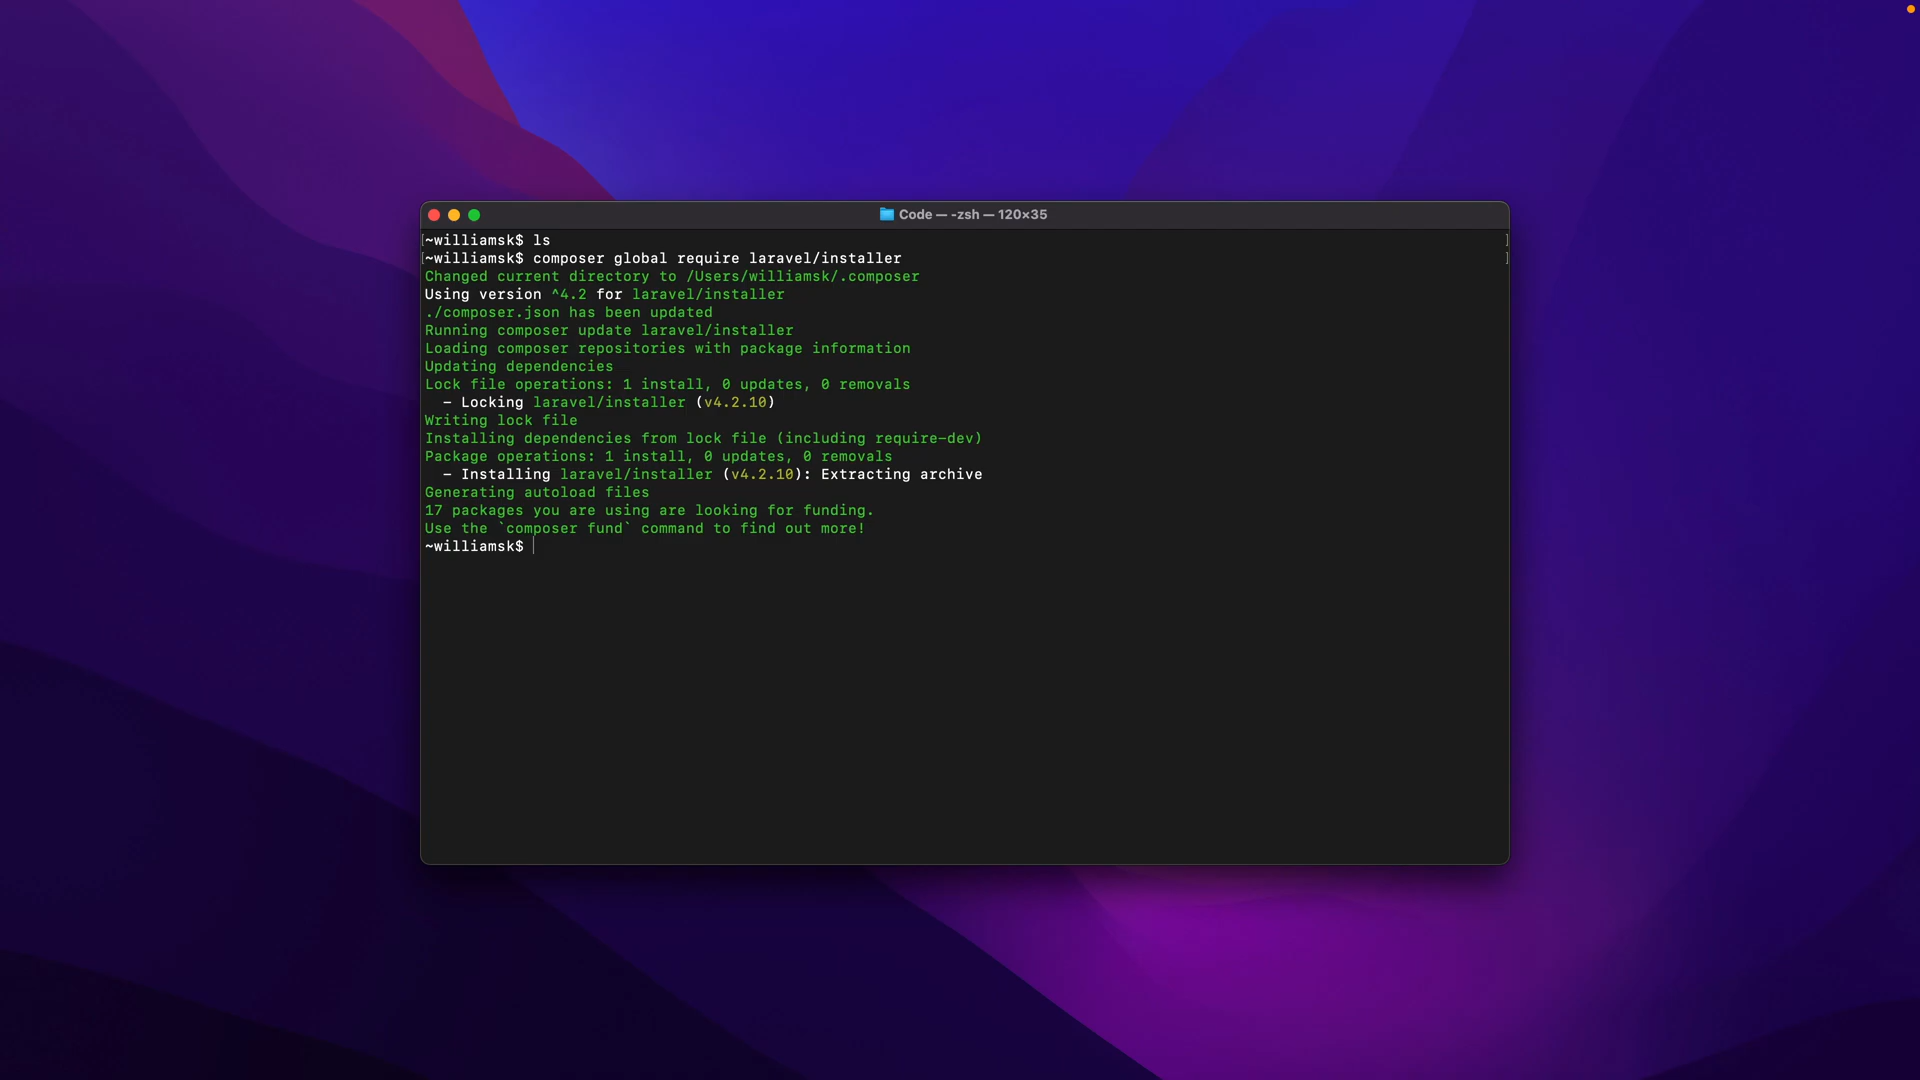 Code — -zsh — 120×35
[~williamsk$ ls ]
[~williamsk$ composer global require laravel/installer ]
Changed current directory to /Users/williamsk/.composer
Using version ^4.2 for laravel/installer
./composer.json has been updated
Running composer update laravel/installer
Loading composer repositories with package information
Updating dependencies
Lock file operations: 1 install, 0 updates, 0 removals
  - Locking laravel/installer (v4.2.10)
Writing lock file
Installing dependencies from lock file (including require-dev)
Package operations: 1 install, 0 updates, 0 removals
  - Installing laravel/installer (v4.2.10): Extracting archive
Generating autoload files
17 packages you are using are looking for funding.
Use the `composer fund` command to find out more!
~williamsk$